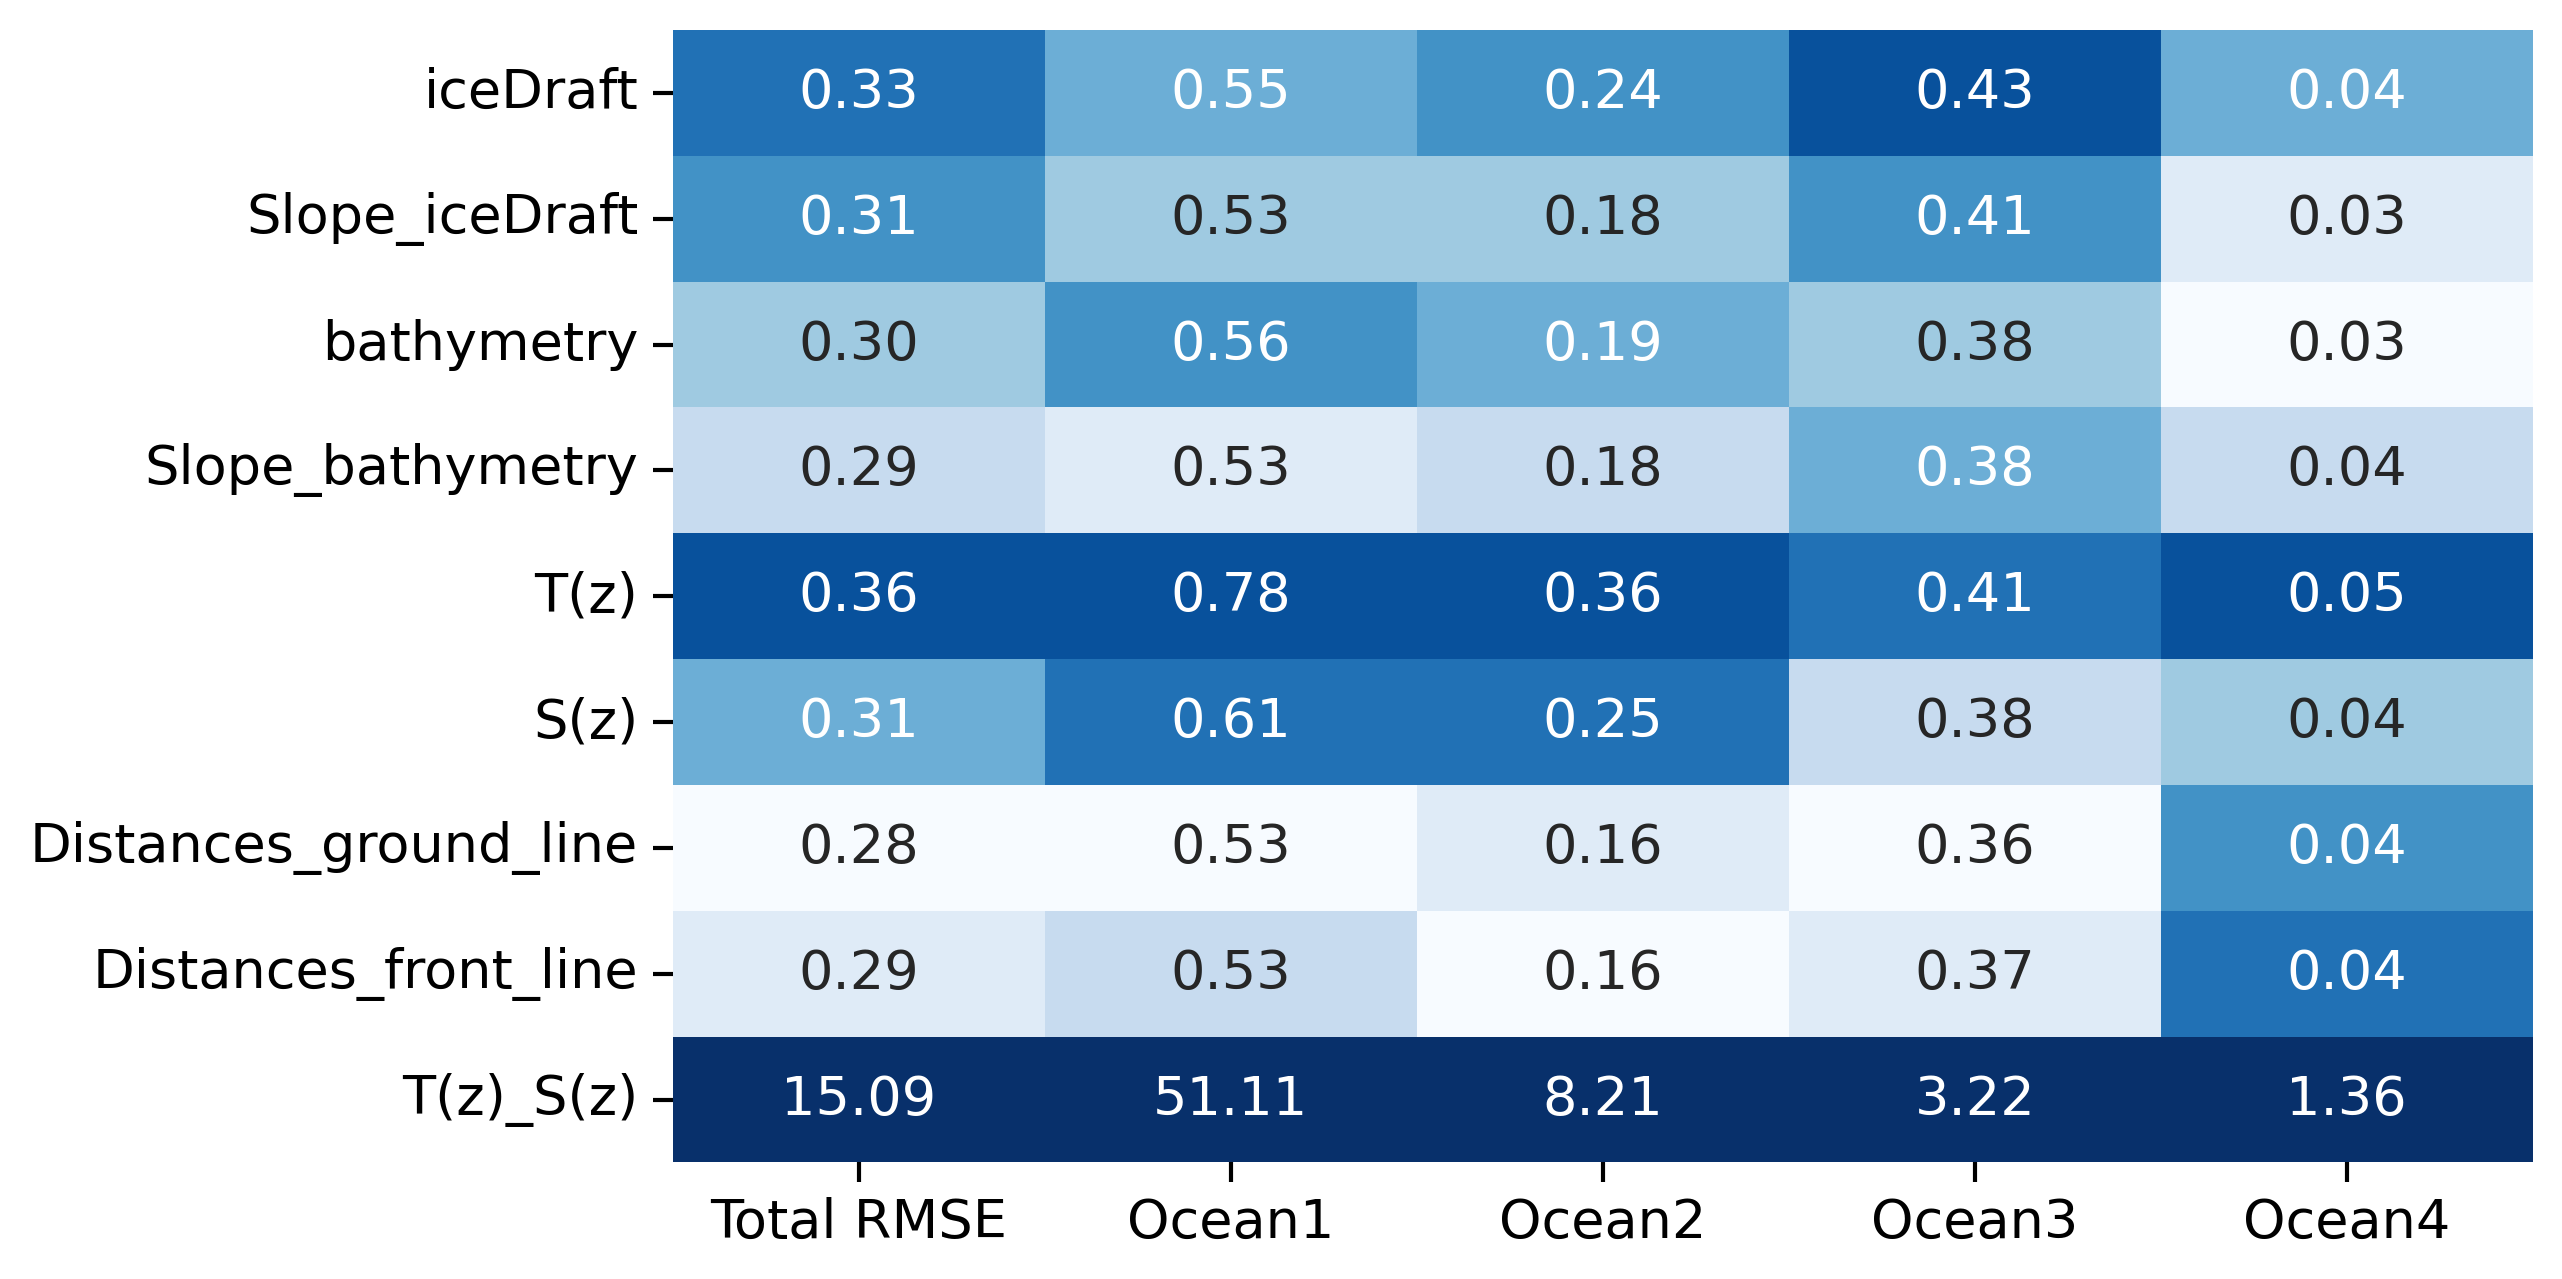 iceDraft 0.33 0.55 0.24 0.43 0.04
Slope_iceDraft 0.31 0.53 0.18 0.41 0.03
bathymetry 0.30 0.56 0.19 0.38 0.03
Slope_bathymetry 0.29 0.53 0.18 0.38 0.04
T(z) 0.36 0.78 0.36 0.41 0.05
S(z) 0.31 0.61 0.25 0.38 0.04
Distances_ground_line 0.28 0.53 0.16 0.36 0.04
Distances_front_line 0.29 0.53 0.16 0.37 0.04
T(z)_S(z) 15.09 51.11 8.21 3.22 1.36
Total RMSE Ocean1 Ocean2 Ocean3 Ocean4